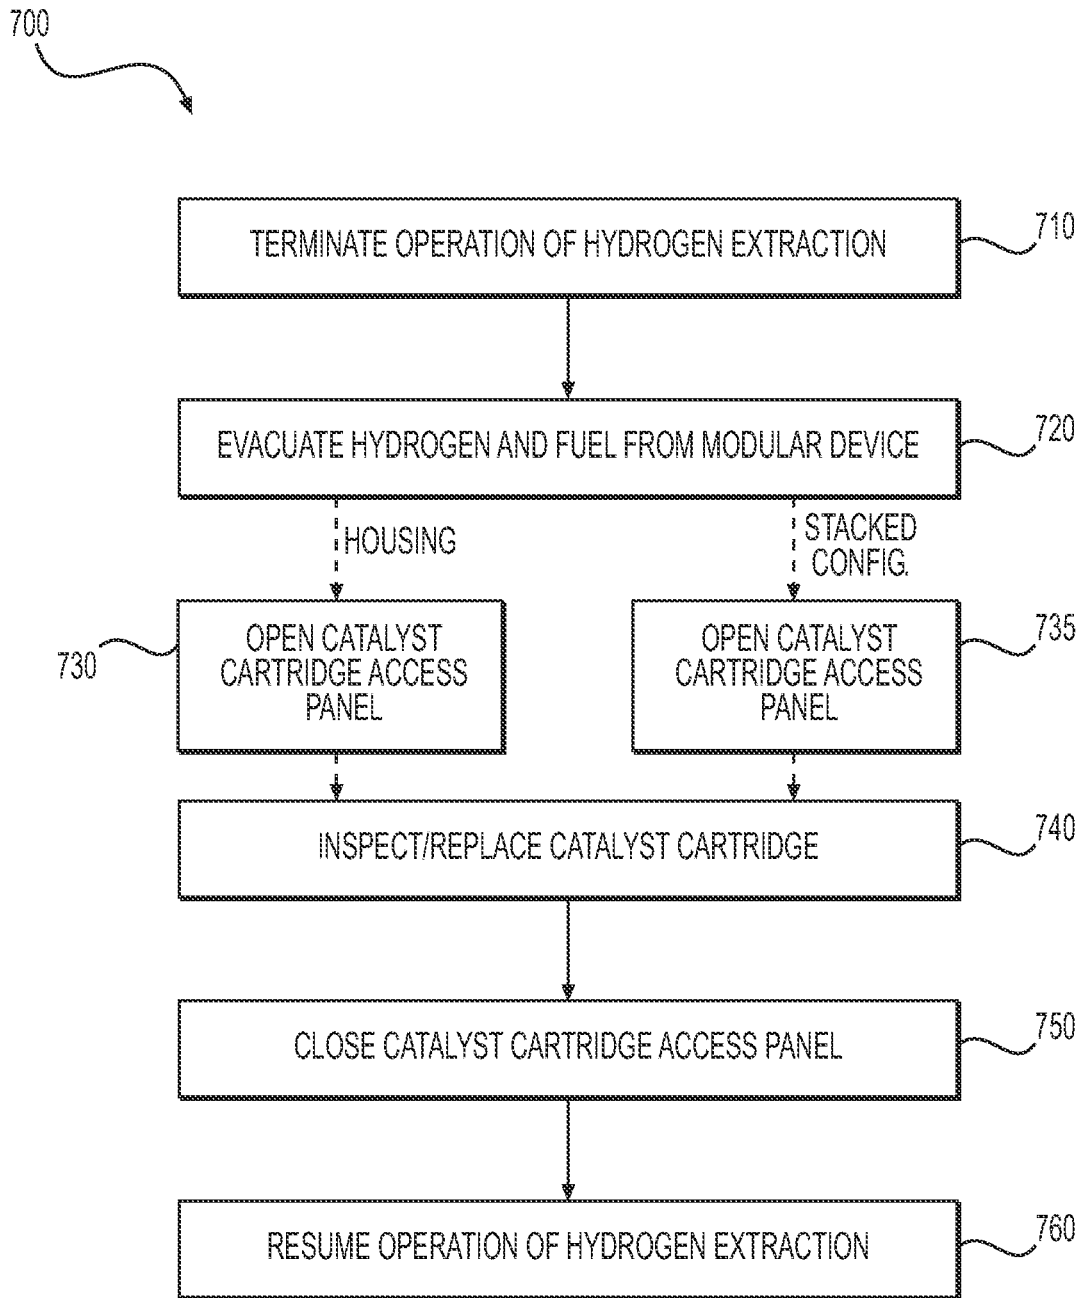 700
TERMINATE OPERATION OF HYDROGEN EXTRACTION
710
EVACUATE HYDROGEN AND FUEL FROM MODULAR DEVICE
720
HOUSING
STACKED
CONFIG.
730
OPEN CATALYST
CARTRIDGE ACCESS
PANEL
OPEN CATALYST
CARTRIDGE ACCESS
PANEL
735
INSPECT/REPLACE CATALYST CARTRIDGE
740
CLOSE CATALYST CARTRIDGE ACCESS PANEL
750
RESUME OPERATION OF HYDROGEN EXTRACTION
760